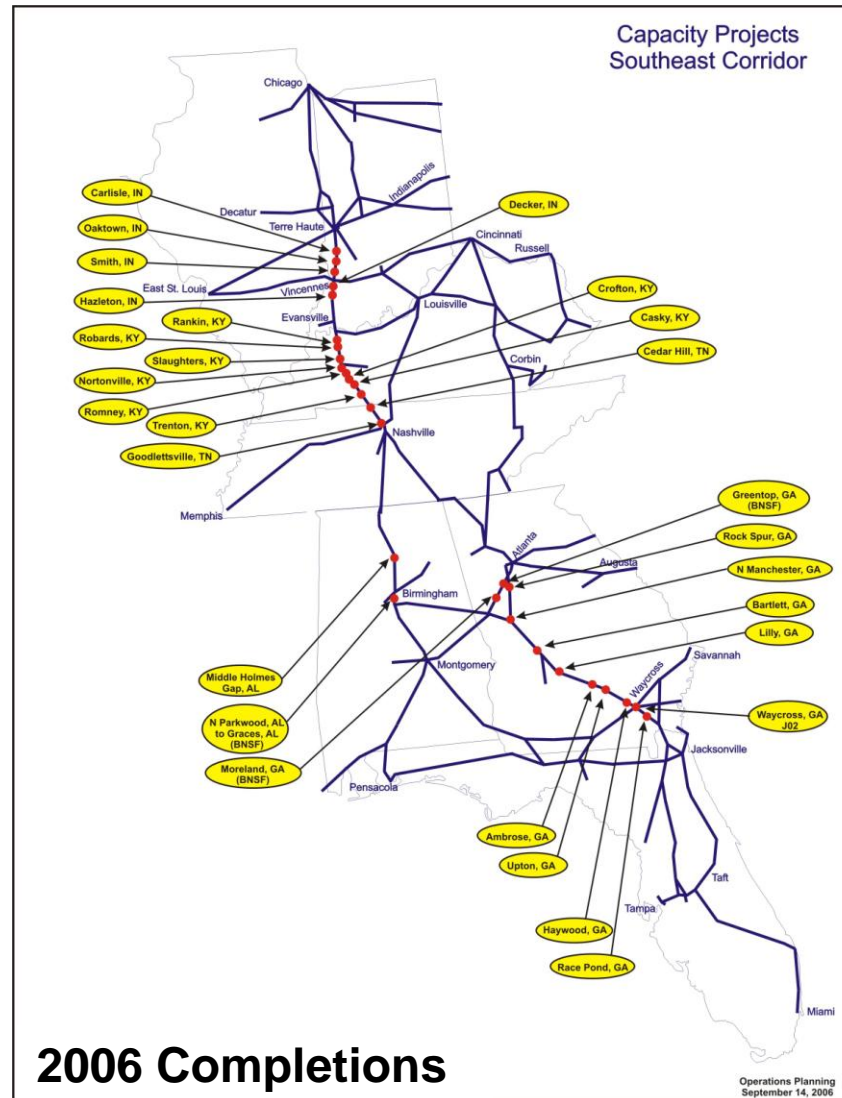 Capacity Projects
Southeast Corridor
Chicago
Indianapolis
Carlisle, IN
Decker, IN
Decatur
Oaktown, IN
Terre Haute
Cincinnati
Russell
Smith, IN
East St. Louis
Vincennes
Crofton, KY
Hazleton, IN
Louisville
Evansville
Rankin, KY
Casky, KY
Robards, KY
Slaughters, KY
Cedar Hill, TN
Corbin
Nortonville, KY
Romney, KY
Trenton, KY
Nashville
Goodlettsville, TN
Memphis
Greentop, GA
(BNSF)
Rock Spur, GA
Atlanta
Augusta
N Manchester, GA
Birmingham
Bartlett, GA
Lilly, GA
Savannah
Montgomery
Middle Holmes
Gap, AL
Waycross
Waycross, GA
J02
N Parkwood, AL
to Graces, AL
(BNSF)
Jacksonville
Moreland, GA
(BNSF)
Pensacola
Ambrose, GA
Upton, GA
Taft
Tampa
Haywood, GA
Race Pond, GA
Miami
2006 Completions
Operations Planning
September 14, 2006